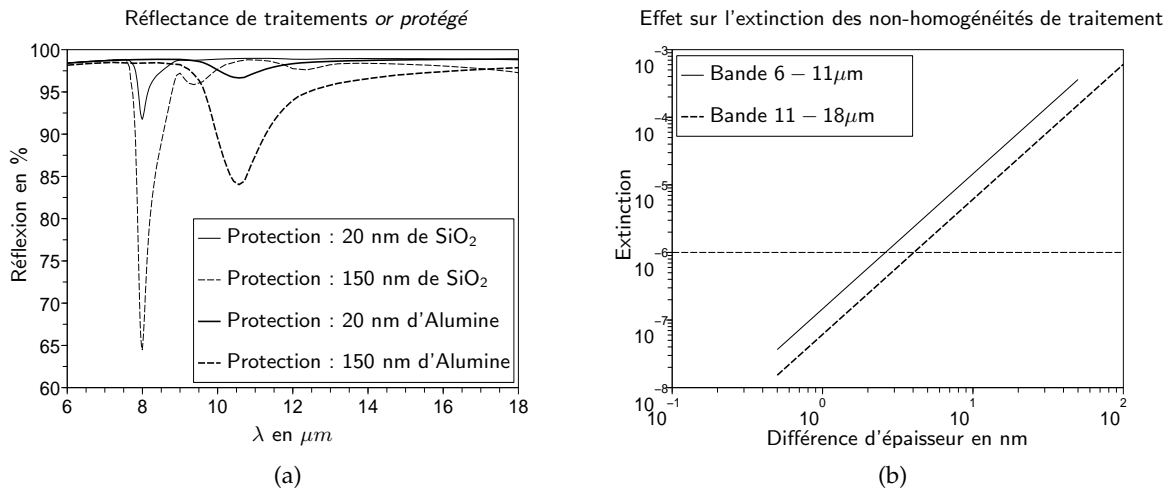 Réflectance de traitements or protégé
100
95
90
85
80
75
70
65
60
Réflexion en %
Protection : 20 nm de SiO₂
Protection : 150 nm de SiO₂
Protection : 20 nm d'Alumine
Protection : 150 nm d'Alumine
6 8 10 12 14 16 18
λ en μm
(a)
Effet sur l'extinction des non-homogénéités de traitement
10⁻³
10⁻⁴
10⁻⁵
10⁻⁶
10⁻⁷
10⁻⁸
Extinction
Bande 6 – 11μm
Bande 11 – 18μm
10⁻¹ 10⁰ 10¹ 10²
Différence d'épaisseur en nm
(b)